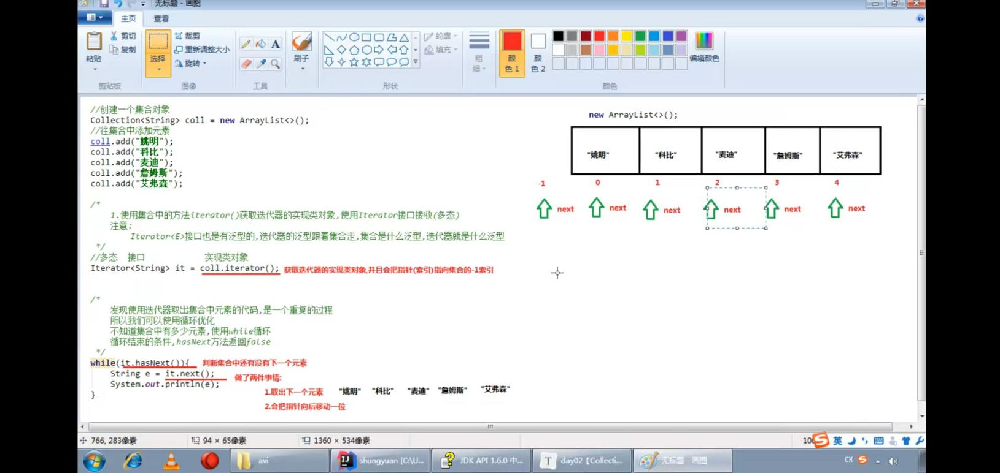 无标题 - 画图
主页
查看
粘贴
剪切
复制
剪贴板
选择
裁剪
重新调整大小
旋转
图像
A
工具
刷子
形状
轮廓
填充
粗
细
颜
色 1
颜
色 2
颜色
编辑颜色
//创建一个集合对象
Collection<String> coll = new ArrayList<>();
//往集合中添加元素
coll.add("姚明");
coll.add("科比");
coll.add("麦迪");
coll.add("詹姆斯");
coll.add("艾弗森");
/*
1.使用集合中的方法iterator()获取迭代器的实现类对象,使用Iterator接口接收(多态)
注意:
Iterator<E>接口也是有泛型的,迭代器的泛型跟着集合走,集合是什么泛型,迭代器就是什么泛型
*/
//多态 接口 实现类对象
Iterator<String> it = coll.iterator(); 获取迭代器的实现类对象,并且会把指针(索引)指向集合的-1索引
/*
发现使用迭代器取出集合中元素的代码,是一个重复的过程
所以我们可以使用循环优化
不知道集合中有多少元素,使用while循环
循环结束的条件,hasNext方法返回false
*/
while(it.hasNext()){ 判断集合中还有没有下一个元素
String e = it.next(); 做了两件事情:
System.out.println(e);
}
1.取出下一个元素 "姚明" "科比" "麦迪" "詹姆斯" "艾弗森"
2.会把指针向后移动一位
new ArrayList<>();
"姚明" "科比" "麦迪" "詹姆斯" "艾弗森"
-1 0 1 2 3 4
next next next next next next
766, 283像素
94 × 65像素
1360 × 534像素
100
英
avi
shungyuan [C:\U...
JDK API 1.6.0 中...
day02【Collecti...
无标题 - 画图
CH